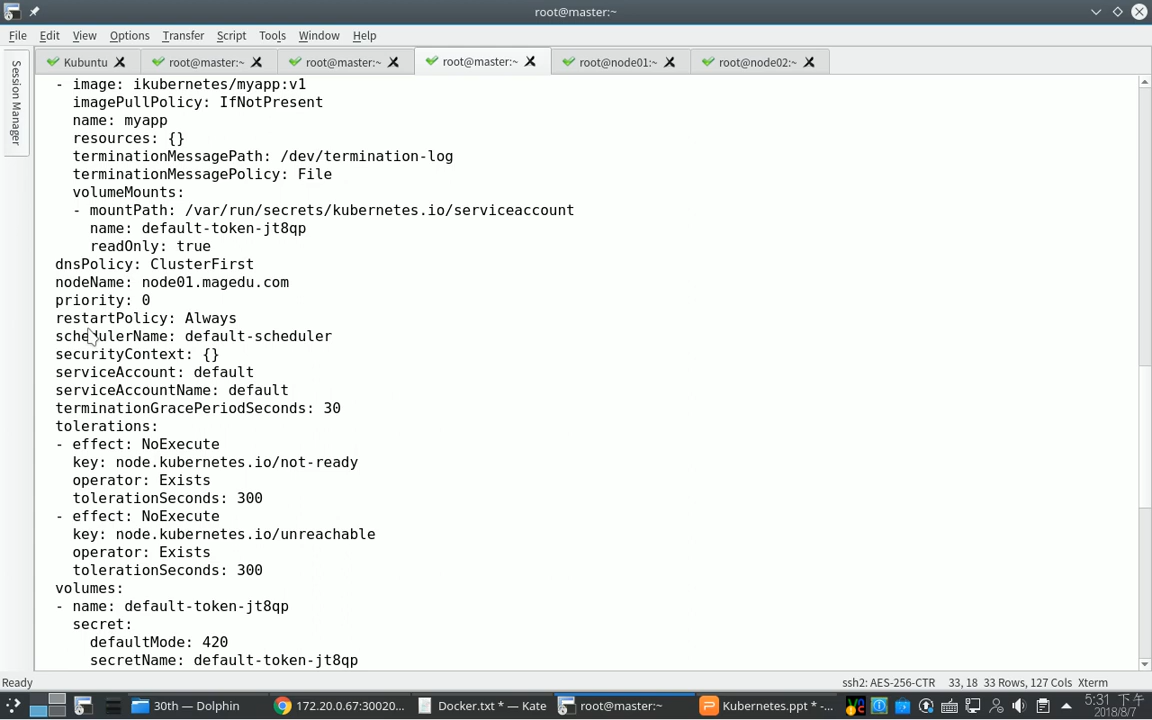 root@master:~
File Edit View Options Transfer Script Tools Window Help
Session Manager
Kubuntu root@master:~ root@master:~ root@master:~ root@node01:~ root@node02:~
- image: ikubernetes/myapp:v1
imagePullPolicy: IfNotPresent
name: myapp
resources: {}
terminationMessagePath: /dev/termination-log
terminationMessagePolicy: File
volumeMounts:
- mountPath: /var/run/secrets/kubernetes.io/serviceaccount
name: default-token-jt8qp
readOnly: true
dnsPolicy: ClusterFirst
nodeName: node01.magedu.com
priority: 0
restartPolicy: Always
schedulerName: default-scheduler
securityContext: {}
serviceAccount: default
serviceAccountName: default
terminationGracePeriodSeconds: 30
tolerations:
- effect: NoExecute
key: node.kubernetes.io/not-ready
operator: Exists
tolerationSeconds: 300
- effect: NoExecute
key: node.kubernetes.io/unreachable
operator: Exists
tolerationSeconds: 300
volumes:
- name: default-token-jt8qp
secret:
defaultMode: 420
secretName: default-token-jt8qp
Ready ssh2: AES-256-CTR 33, 18 33 Rows, 127 Cols Xterm
30th — Dolphin 172.20.0.67:30020... Docker.txt * — Kate root@master:~ Kubernetes.ppt * -... 5:31 下午
2018/8/7